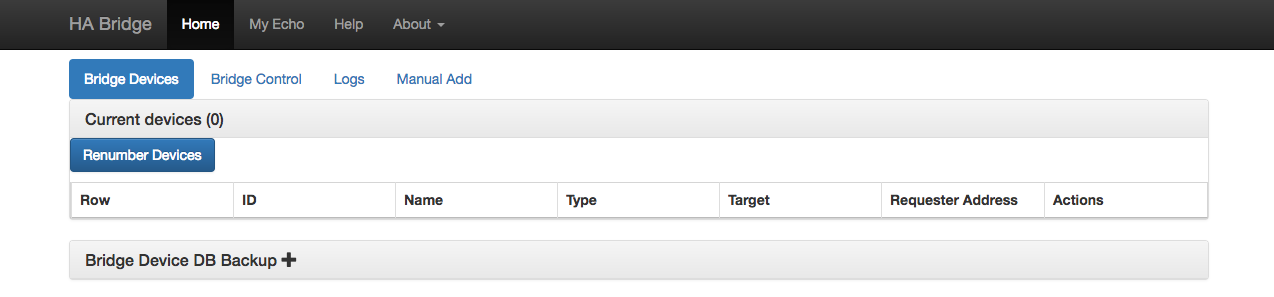 HA Bridge Home My Echo Help About
Bridge Devices Bridge Control Logs Manual Add
Current devices (0)
Renumber Devices
Row ID Name Type Target Requester Address Actions
Bridge Device DB Backup